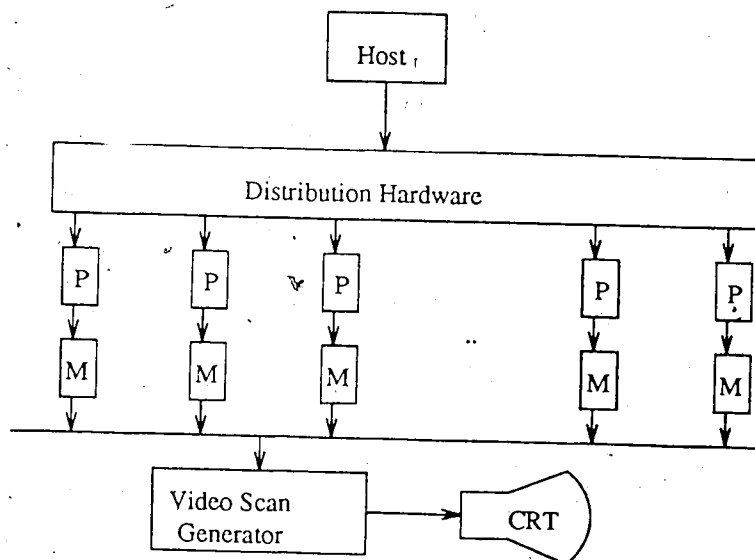 Host
Distribution Hardware
P P P P P
M M M M M
Video Scan
Generator
CRT